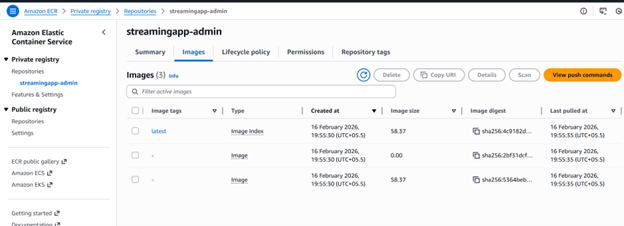 Amazon ECR > Private registry > Repositories > streamingapp-admin
Amazon Elastic
Container Service
Private registry
Repositories
streamingapp-admin
Features & Settings
Public registry
Repositories
Settings
ECR public gallery
Amazon ECS
Amazon EKS
Getting started
Documentation
streamingapp-admin
Summary Images Lifecycle policy Permissions Repository tags
Images (3) Info Delete Copy URI Details Scan View push commands
Filter active images
Image tags Type Created at Image size Image digest Last pulled at
latest Image Index 16 February 2026, 19:55:30 (UTC+05.5) 58.37 sha256:4c9182d... 16 February 2026, 19:55:35 (UTC+05.5)
- Image 16 February 2026, 19:55:30 (UTC+05.5) 0.00 sha256:2bf31dcf... 16 February 2026, 19:55:35 (UTC+05.5)
- Image 16 February 2026, 19:55:30 (UTC+05.5) 58.37 sha256:5364beb... 16 February 2026, 19:55:35 (UTC+05.5)